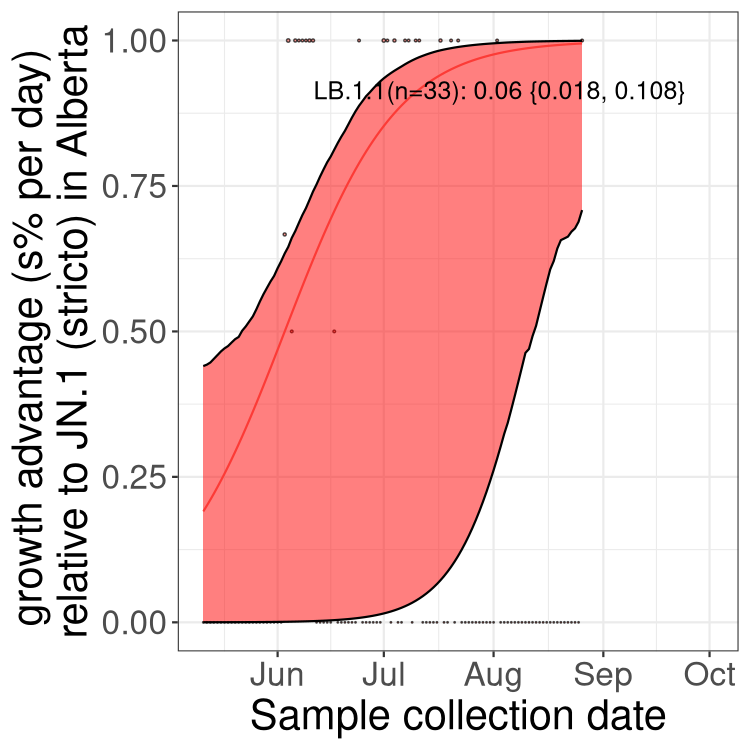 growth advantage (s% per day)
relative to JN.1 (stricto) in Alberta
1.00
0.75
0.50
0.25
0.00
LB.1.1(n=33): 0.06 {0.018, 0.108}
Jun Jul Aug Sep Oct
Sample collection date